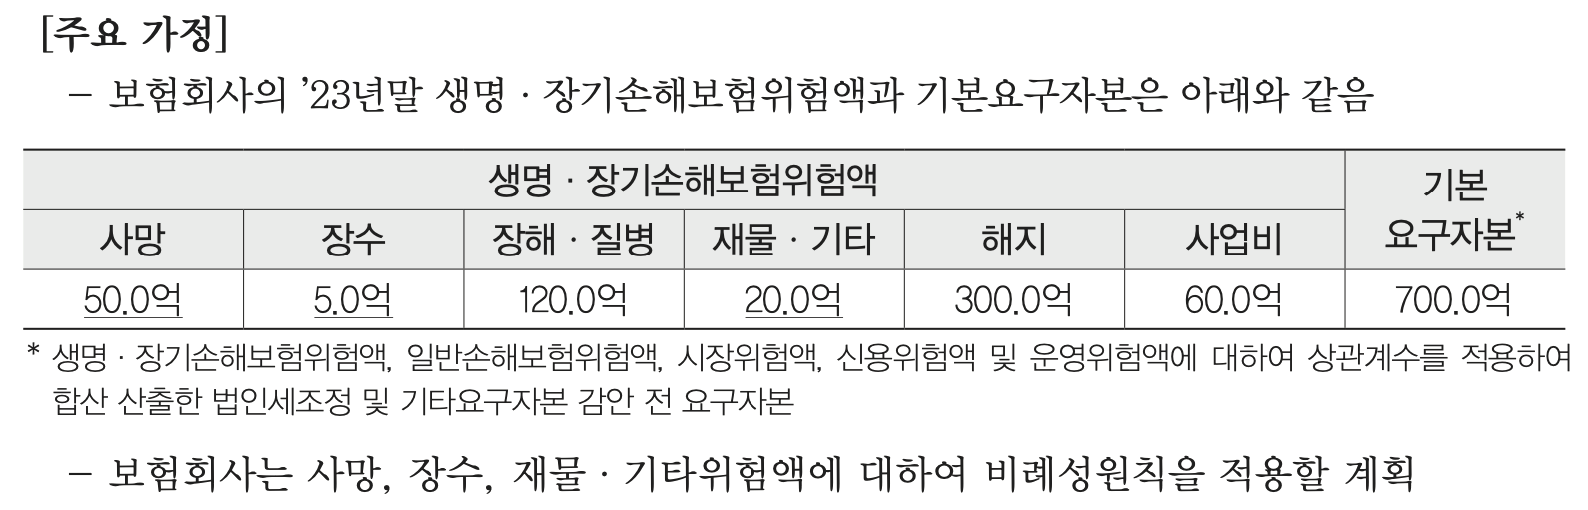 [주요 가정]
– 보험회사의 ’23년말 생명 · 장기손해보험위험액과 기본요구자본은 아래와 같음
생명 · 장기손해보험위험액
기본
요구자본*
사망 장수 장해 · 질병 재물 · 기타 해지 사업비
50.0억 5.0억 120.0억 20.0억 300.0억 60.0억 700.0억
* 생명 · 장기손해보험위험액, 일반손해보험위험액, 시장위험액, 신용위험액 및 운영위험액에 대하여 상관계수를 적용하여
합산 산출한 법인세조정 및 기타요구자본 감안 전 요구자본
– 보험회사는 사망, 장수, 재물 · 기타위험액에 대하여 비례성원칙을 적용할 계획